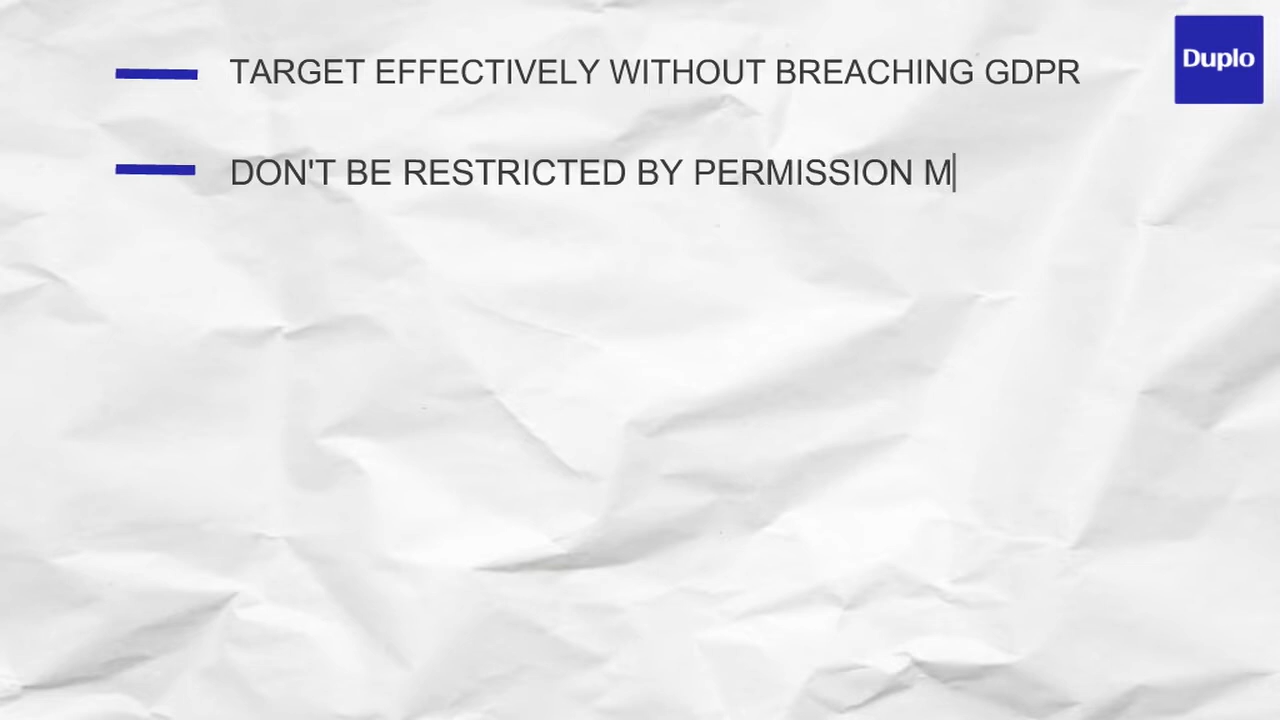 TARGET EFFECTIVELY WITHOUT BREACHING GDPR
Duplo
DON'T BE RESTRICTED BY PERMISSION M